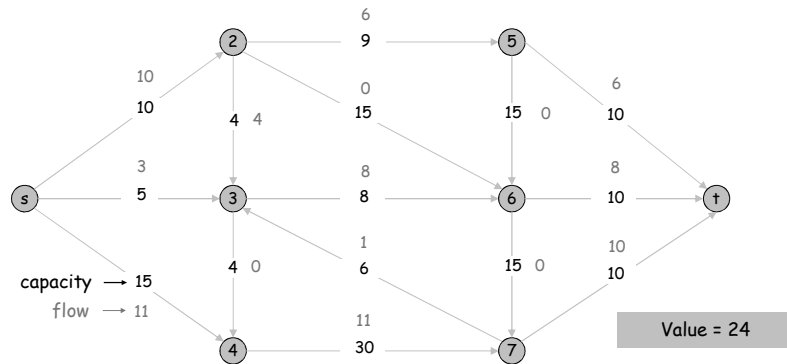 6
2 9 5
10 0 6
10 15 10
4 4 15 0
3 8 8
s 5 3 8 6 10 t
1 10
4 0 6 15 0 10
capacity 15
flow 11
11
4 30 7
Value = 24